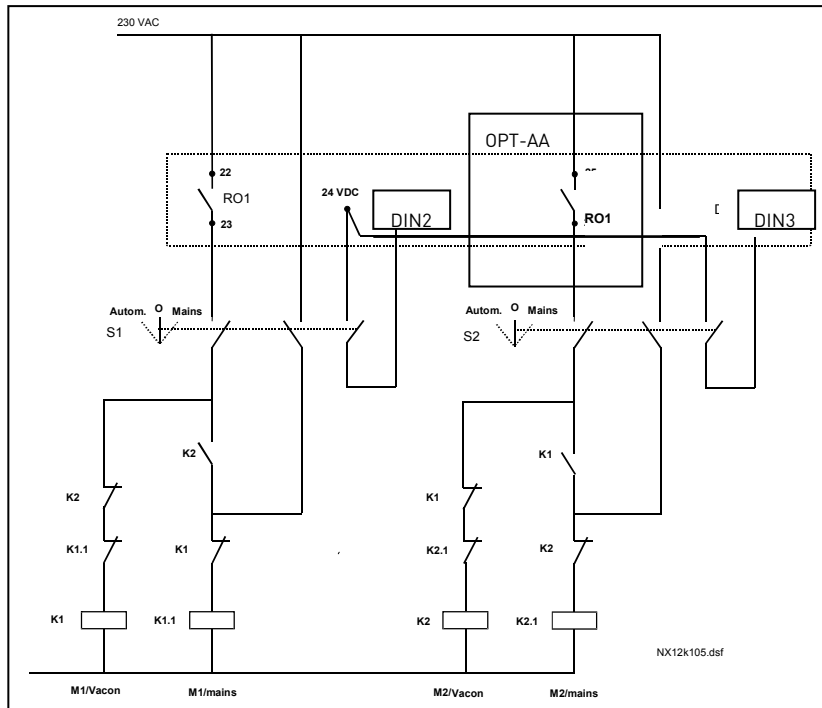 230 VAC
OPT-AA
22
RO1
23
24 VDC
DIN2
RO1
DIN3
Autom. O Mains
S1
Autom. O Mains
S2
K2
K1
K2
K1
K1.1
K1
K2.1
K2
K1
K1.1
K2
K2.1
NX12k105.dsf
M1/Vacon
M1/mains
M2/Vacon
M2/mains